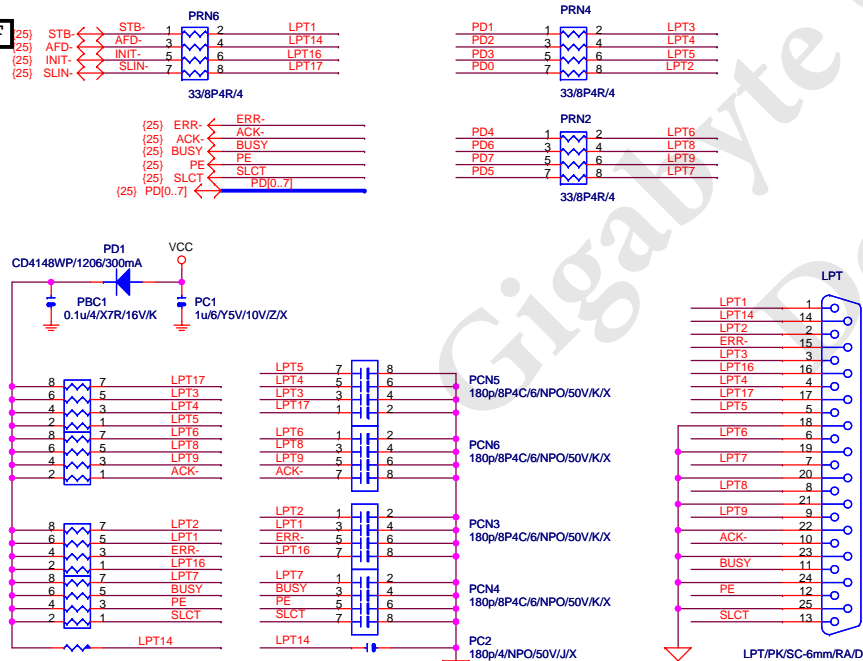 PRN6
{25} STB- STB- 1 2 LPT1
{25} AFD- AFD- 3 4 LPT14
{25} INIT- INIT- 5 6 LPT16
{25} SLIN- SLIN- 7 8 LPT17
33/8P4R/4
PRN4
PD1 1 2 LPT3
PD2 3 4 LPT4
PD3 5 6 LPT5
PD0 7 8 LPT2
33/8P4R/4
{25} ERR- ERR-
{25} ACK- ACK-
{25} BUSY BUSY
{25} PE PE
{25} SLCT SLCT
{25} PD[0..7] PD[0..7]
PRN2
PD4 1 2 LPT6
PD6 3 4 LPT8
PD7 5 6 LPT9
PD5 7 8 LPT7
33/8P4R/4
PD1
CD4148WP/1206/300mA
VCC
PBC1
0.1u/4/X7R/16V/K
PC1
1u/6/Y5V/10V/Z/X
8 7 LPT17
6 5 LPT3
4 3 LPT4
2 1 LPT5
8 7 LPT6
6 5 LPT8
4 3 LPT9
2 1 ACK-
8 7 LPT2
6 5 LPT1
4 3 ERR-
2 1 LPT16
8 7 LPT7
6 5 BUSY
4 3 PE
2 1 SLCT
LPT14
LPT5 7 8
LPT4 5 6
LPT3 3 4
LPT17 1 2
PCN5
180p/8P4C/6/NPO/50V/K/X
LPT6 1 2
LPT8 3 4
LPT9 5 6
ACK- 7 8
PCN6
180p/8P4C/6/NPO/50V/K/X
LPT2 1 2
LPT1 3 4
ERR- 5 6
LPT16 7 8
PCN3
180p/8P4C/6/NPO/50V/K/X
LPT7 1 2
BUSY 3 4
PE 5 6
SLCT 7 8
PCN4
180p/8P4C/6/NPO/50V/K/X
LPT14
PC2
180p/4/NPO/50V/J/X
LPT
LPT1 1
LPT14 14
LPT2 2
ERR- 15
LPT3 3
LPT16 16
LPT4 4
LPT17 17
LPT5 5
18
LPT6 6
19
LPT7 7
20
LPT8 8
21
LPT9 9
22
ACK- 10
23
BUSY 11
24
PE 12
25
SLCT 13
LPT/PK/SC-6mm/RA/D
Gigabyte